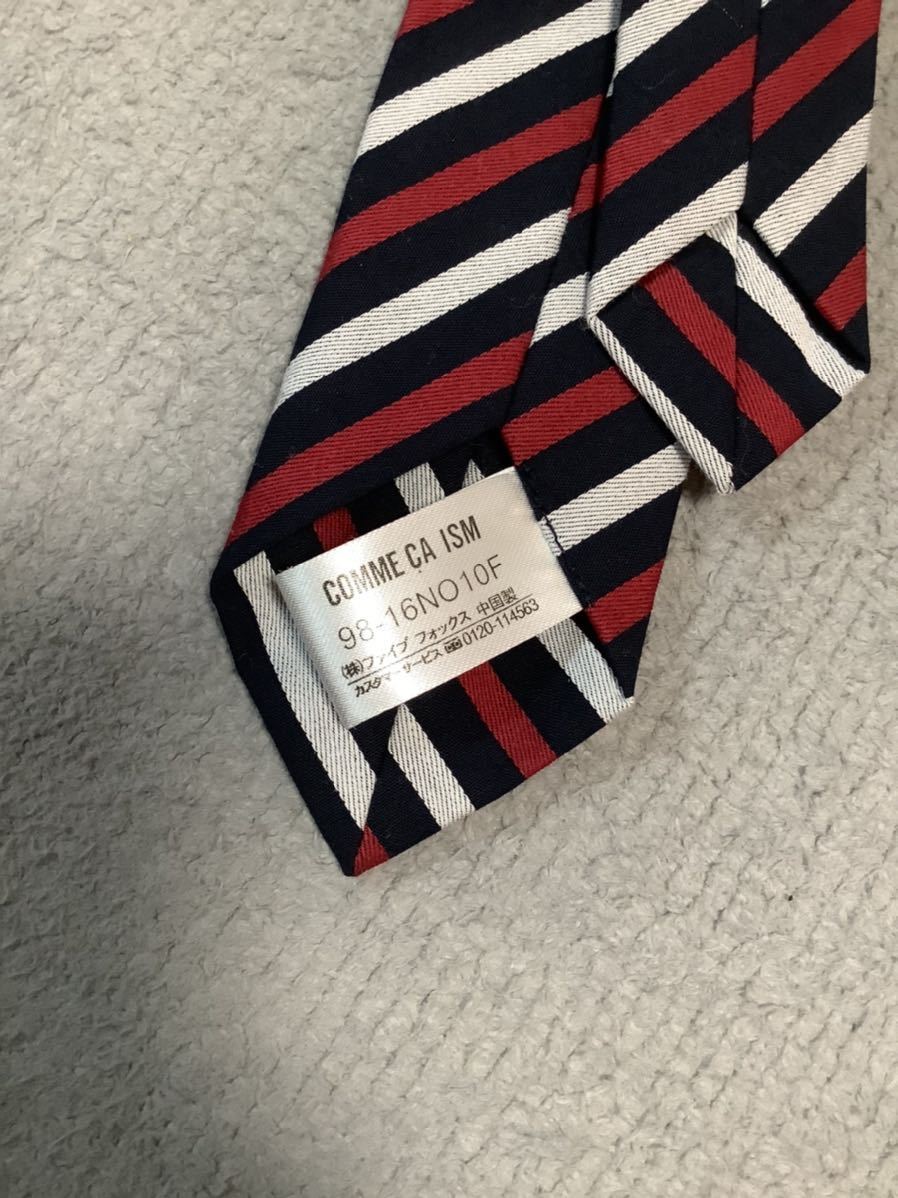 COMME ÇA ISM
98-16NO10F
(株)ファイブ フォックス 中国製
カスタマーサービス 0120-114563